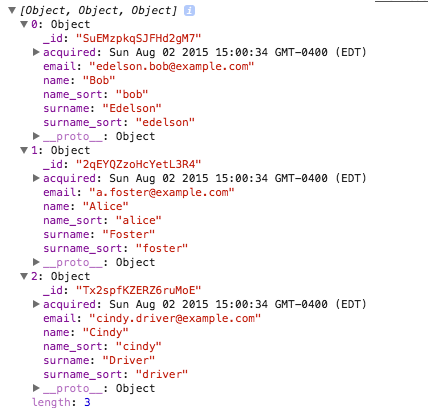 [Object, Object, Object] i
0: Object
_id: "SuEMzpkqSJFHd2gM7"
acquired: Sun Aug 02 2015 15:00:34 GMT-0400 (EDT)
email: "edelson.bob@example.com"
name: "Bob"
name_sort: "bob"
surname: "Edelson"
surname_sort: "edelson"
__proto__: Object
1: Object
_id: "2qEYQZzoHcYetL3R4"
acquired: Sun Aug 02 2015 15:00:34 GMT-0400 (EDT)
email: "a.foster@example.com"
name: "Alice"
name_sort: "alice"
surname: "Foster"
surname_sort: "foster"
__proto__: Object
2: Object
_id: "Tx2spfKZERZ6ruMoE"
acquired: Sun Aug 02 2015 15:00:34 GMT-0400 (EDT)
email: "cindy.driver@example.com"
name: "Cindy"
name_sort: "cindy"
surname: "Driver"
surname_sort: "driver"
__proto__: Object
length: 3